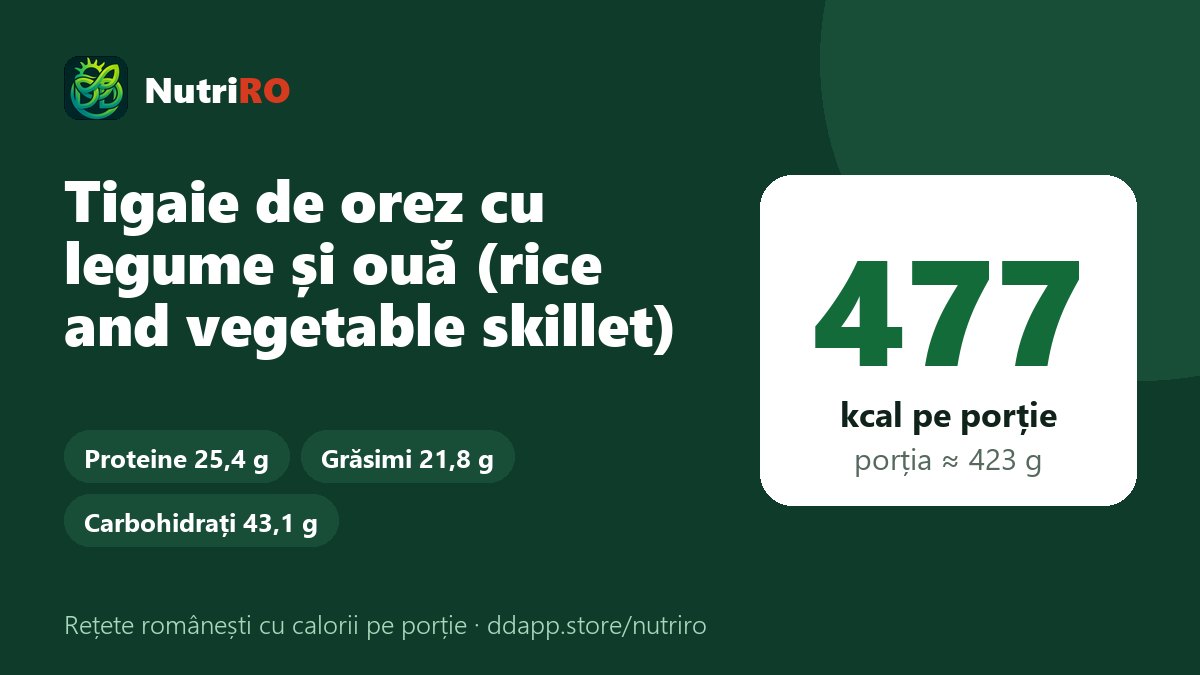 NutriRO
Tigaie de orez cu
legume și ouă (rice
and vegetable skillet)
Proteine 25,4 g
Grăsimi 21,8 g
Carbohidrați 43,1 g
477
kcal pe porție
porția ≈ 423 g
Rețete românești cu calorii pe porție · ddapp.store/nutriro